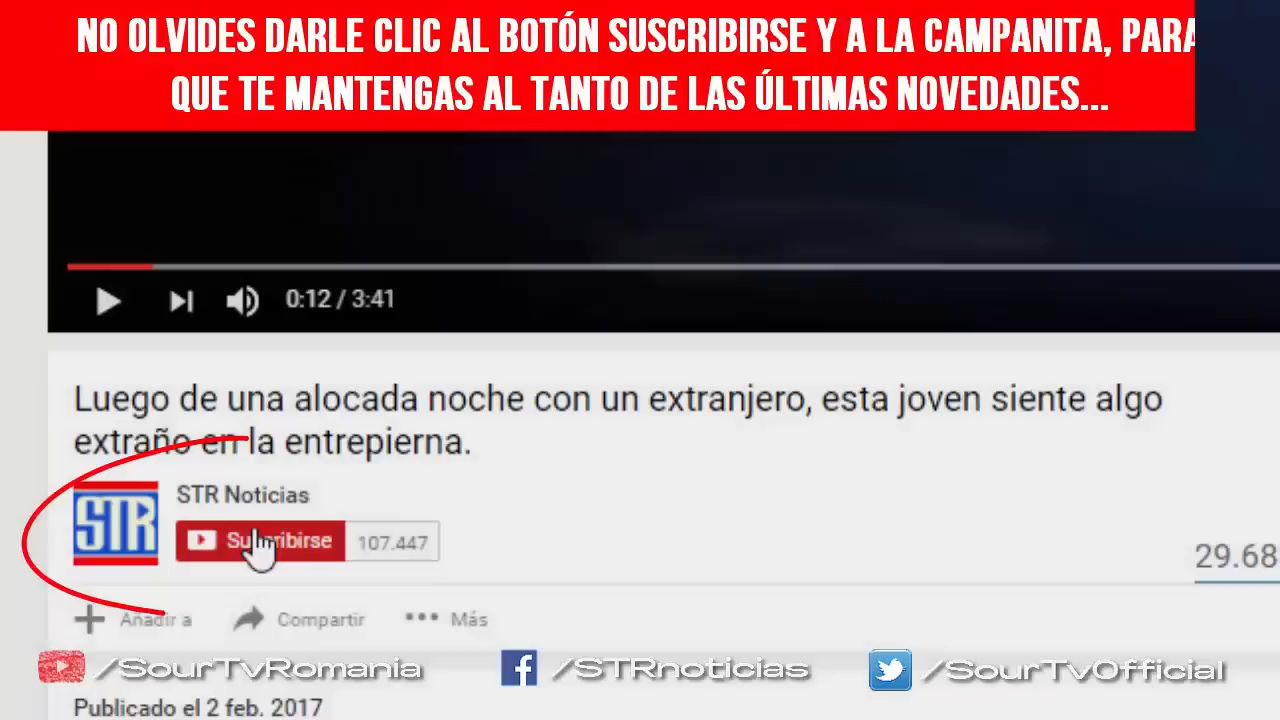 NO OLVIDES DARLE CLIC AL BOTÓN SUSCRIBIRSE Y A LA CAMPANITA, PARA
QUE TE MANTENGAS AL TANTO DE LAS ÚLTIMAS NOVEDADES...
0:12 / 3:41
Luego de una alocada noche con un extranjero, esta joven siente algo
extraño en la entrepierna.
STR
STR Noticias
Suscribirse 107.447
29.68
Añadir a Compartir Más
/SourTvRomania /STRnoticias /SourTvOfficial
Publicado el 2 feb. 2017